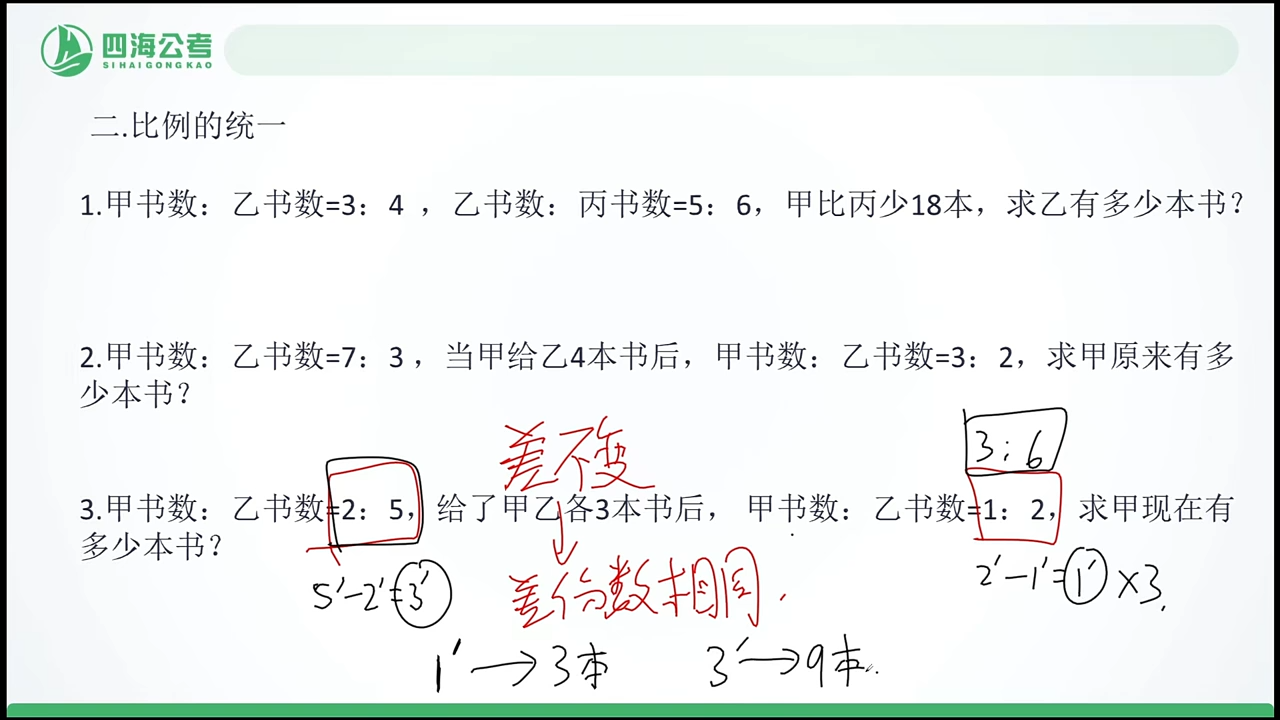 四海公考
SIHAIGONGKAO
二.比例的统一
1.甲书数：乙书数=3：4 ，乙书数：丙书数=5：6，甲比丙少18本，求乙有多少本书？
2.甲书数：乙书数=7：3 ，当甲给乙4本书后，甲书数：乙书数=3：2，求甲原来有多
少本书？
差不变
3:6
3.甲书数：乙书数=2：5，给了甲乙各3本书后， 甲书数：乙书数=1：2，求甲现在有
多少本书？
5′-2′=3′
差份数相同.
2′-1′=1′ ×3
1′→3本
3′→9本